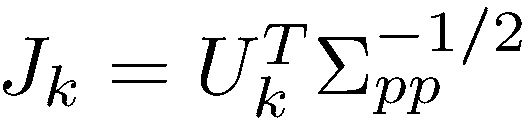 $J_k = U_k^T \Sigma_{pp}^{-1/2}$